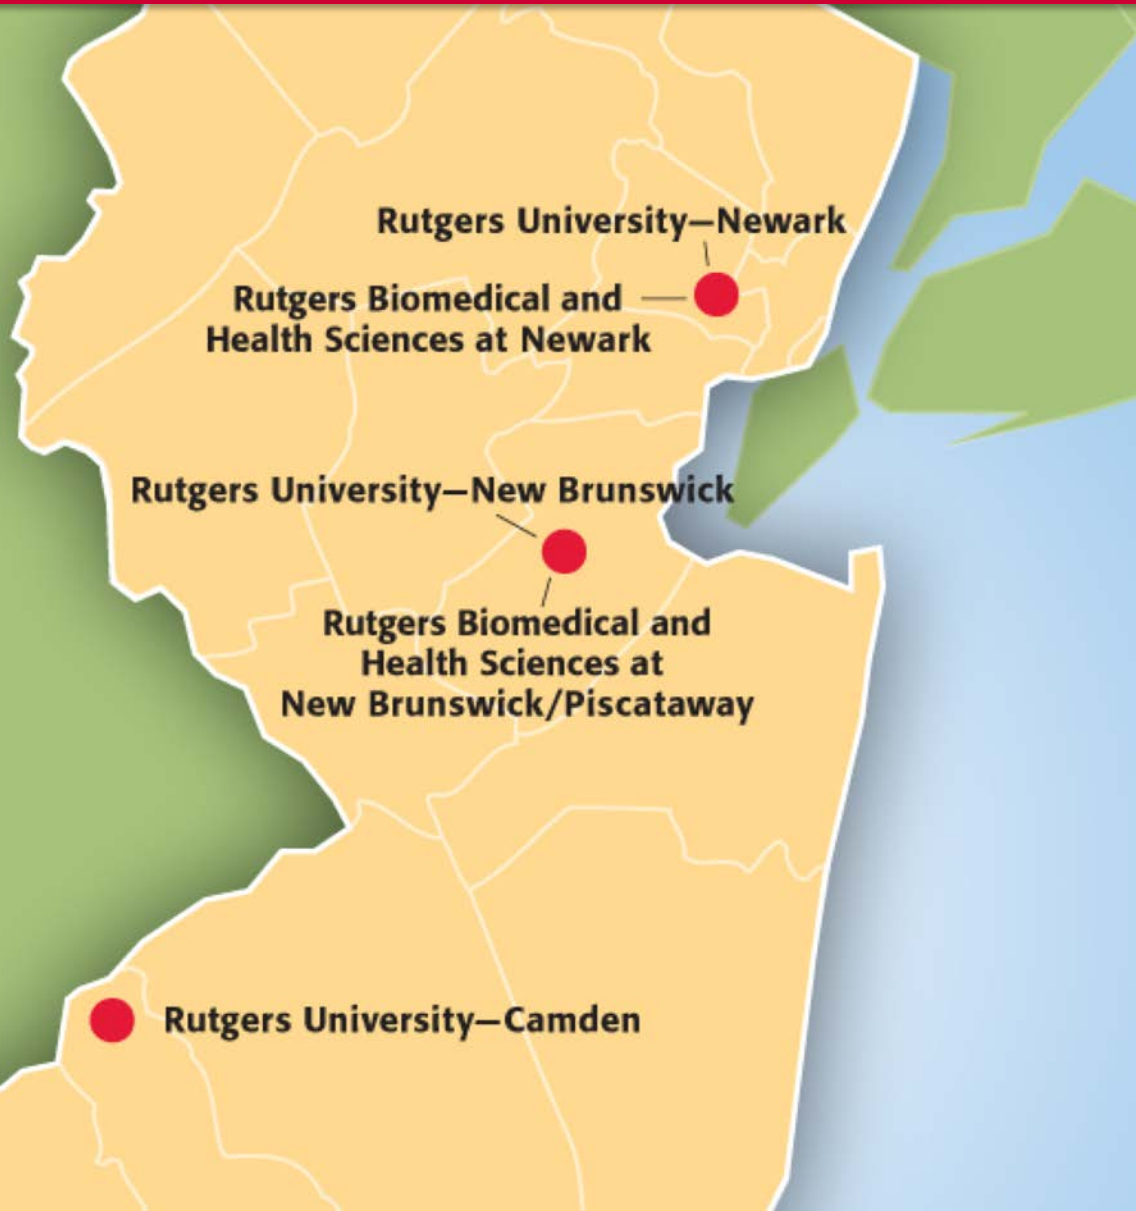 Rutgers University—Newark
Rutgers Biomedical and
Health Sciences at Newark
Rutgers University—New Brunswick
Rutgers Biomedical and
Health Sciences at
New Brunswick/Piscataway
Rutgers University—Camden